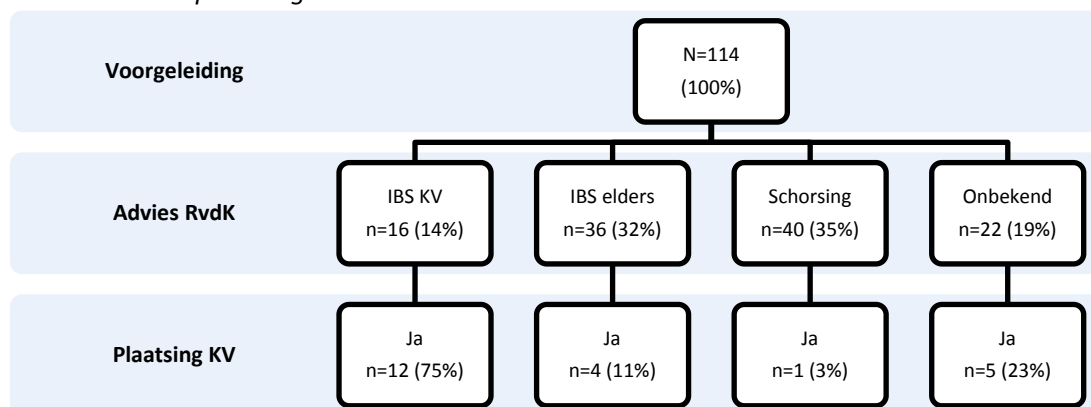 Voorgeleiding
N=114
(100%)
Advies RvdK
IBS KV
n=16 (14%)
IBS elders
n=36 (32%)
Schorsing
n=40 (35%)
Onbekend
n=22 (19%)
Plaatsing KV
Ja
n=12 (75%)
Ja
n=4 (11%)
Ja
n=1 (3%)
Ja
n=5 (23%)